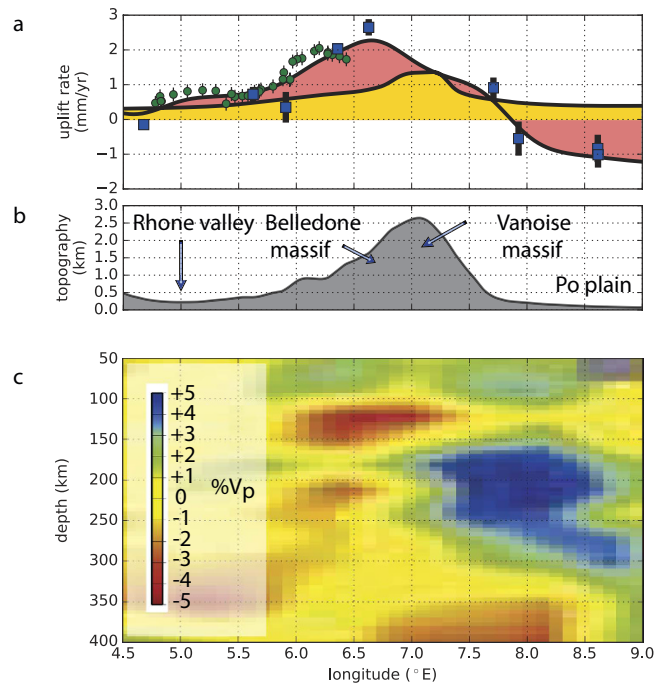 a
3
2
1
0
−1
−2
uplift rate
(mm/yr)
b
3.0
2.5
2.0
1.5
1.0
0.5
0.0
topography
(km)
Rhone valley
Belledone
massif
Vanoise
massif
Po plain
c
50
100
150
200
250
300
350
400
depth (km)
+5
+4
+3
+2
+1
0
-1
-2
-3
-4
-5
%Vp
4.5 5.0 5.5 6.0 6.5 7.0 7.5 8.0 8.5 9.0
longitude (°E)